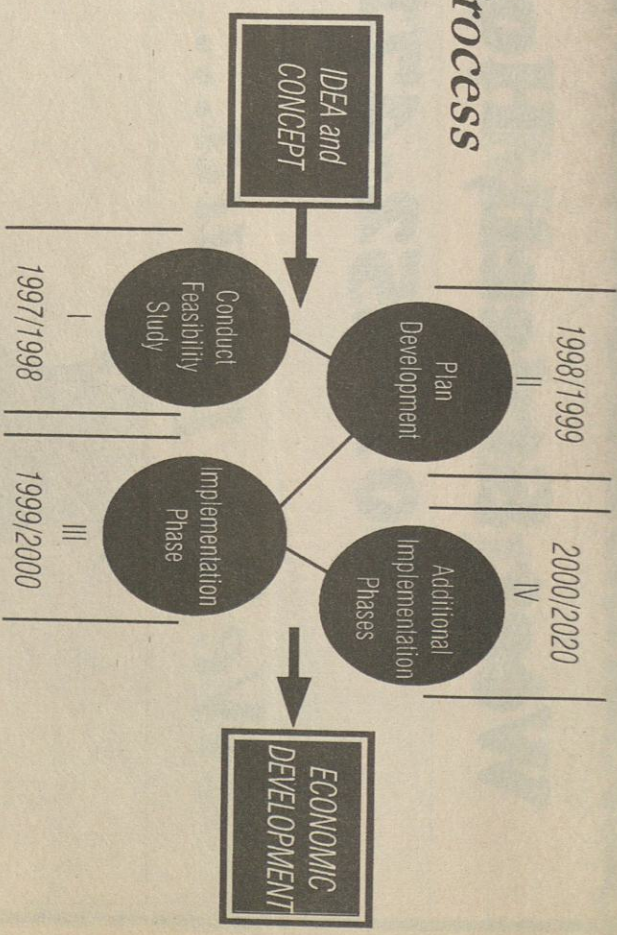 rocess
IDEA and
CONCEPT
Conduct
Feasibility
Study
I
1997/1998
1998/1999
II
Plan
Development
Implementation
Phase
III
1999/2000
2000/2020
IV
Additional
Implementation
Phases
ECONOMIC
DEVELOPMENT